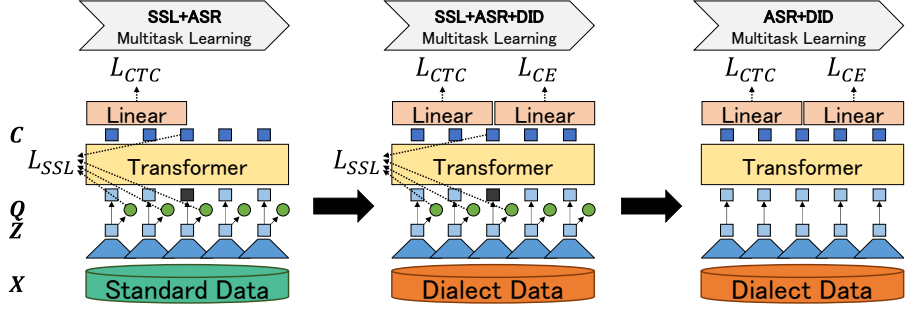 SSL+ASR
Multitask Learning
SSL+ASR+DID
Multitask Learning
ASR+DID
Multitask Learning
L_CTC
L_CTC L_CE
L_CTC L_CE
Linear
Linear Linear
Linear Linear
C
L_SSL
Transformer
L_SSL
Transformer
Transformer
Q
Z
X
Standard Data
Dialect Data
Dialect Data